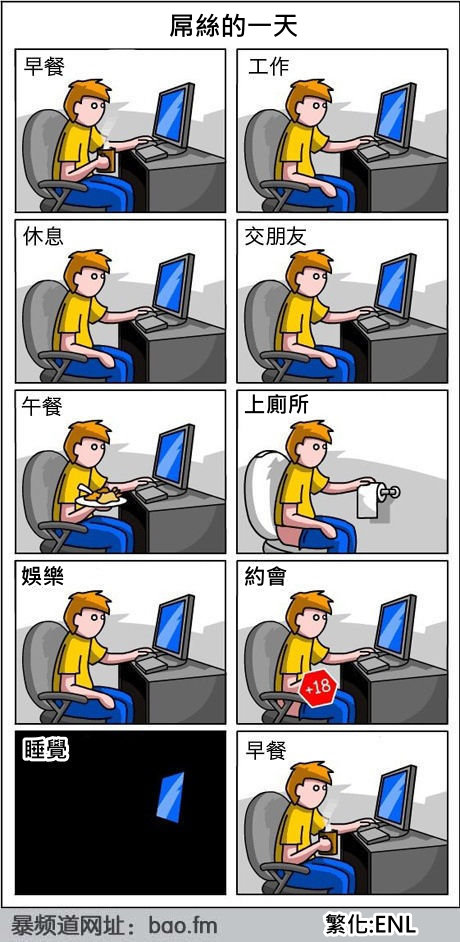 屌絲的一天
早餐
工作
休息
交朋友
午餐
上廁所
娛樂
約會
+18
睡覺
早餐
暴频道网址：bao.fm
繁化:ENL